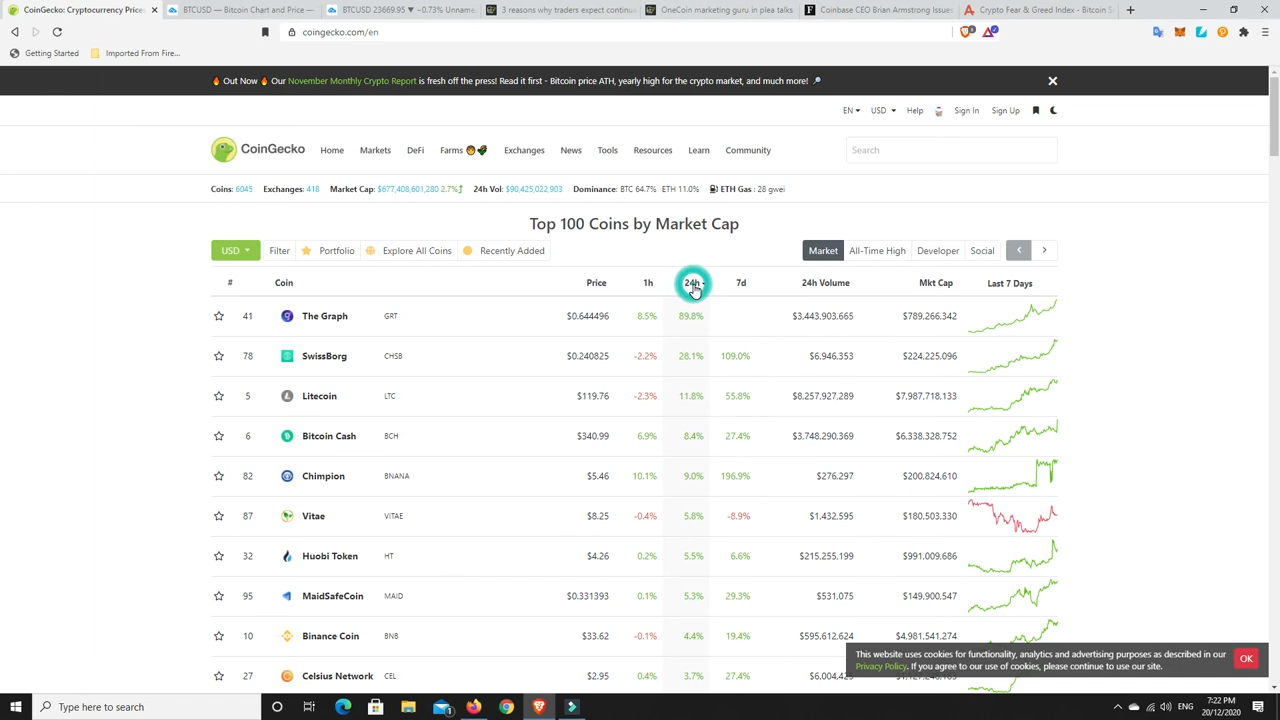 CoinGecko: Cryptocurrency Price
BTCUSD — Bitcoin Chart and Price
BTCUSD 23669.95 ▼ −0.73% Unname
3 reasons why traders expect continu
OneCoin marketing guru in plea talks
Coinbase CEO Brian Armstrong Issues
Crypto Fear & Greed Index - Bitcoin S
coingecko.com/en
Getting Started
Imported From Fire...
Out Now 🔥 Our November Monthly Crypto Report is fresh off the press! Read it first - Bitcoin price ATH, yearly high for the crypto market, and much more!
EN USD Help Sign In Sign Up
CoinGecko Home Markets DeFi Farms Exchanges News Tools Resources Learn Community Search
Coins: 6045 Exchanges: 418 Market Cap: $677,408,601,280 2.7% 24h Vol: $90,425,022,903 Dominance: BTC 64.7% ETH 11.0% ETH Gas : 28 gwei
Top 100 Coins by Market Cap
USD Filter Portfolio Explore All Coins Recently Added Market All-Time High Developer Social
# Coin Price 1h 24h 7d 24h Volume Mkt Cap Last 7 Days
41 The Graph GRT $0.644496 8.5% 89.8% $3,443,903,665 $789,266,342
78 SwissBorg CHSB $0.240825 -2.2% 28.1% 109.0% $6,946,353 $224,225,096
5 Litecoin LTC $119.76 -2.3% 11.8% 55.8% $8,257,927,289 $7,987,718,133
6 Bitcoin Cash BCH $340.99 6.9% 8.4% 27.4% $3,748,290,369 $6,338,328,752
82 Chimpion BNANA $5.46 10.1% 9.0% 196.9% $276,297 $200,824,610
87 Vitae VITAE $8.25 -0.4% 5.8% -8.9% $1,432,595 $180,503,330
32 Huobi Token HT $4.26 0.2% 5.5% 6.6% $215,255,199 $991,009,686
95 MaidSafeCoin MAID $0.331393 0.1% 5.3% 29.3% $531,075 $149,900,547
10 Binance Coin BNB $33.62 -0.1% 4.4% 19.4% $595,612,624 $4,981,541,274
27 Celsius Network CEL $2.95 0.4% 3.7% 27.4%
This website uses cookies for functionality, analytics and advertising purposes as described in our
Privacy Policy. If you agree to our use of cookies, please continue to use our site.
OK
Type here to search
ENG
7:22 PM
20/12/2020